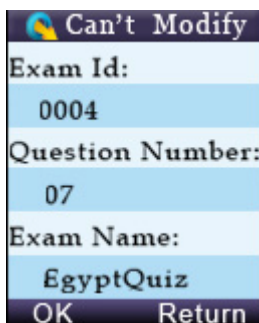 Can't Modify
Exam Id:
0004
Question Number:
07
Exam Name:
EgyptQuiz
OK Return